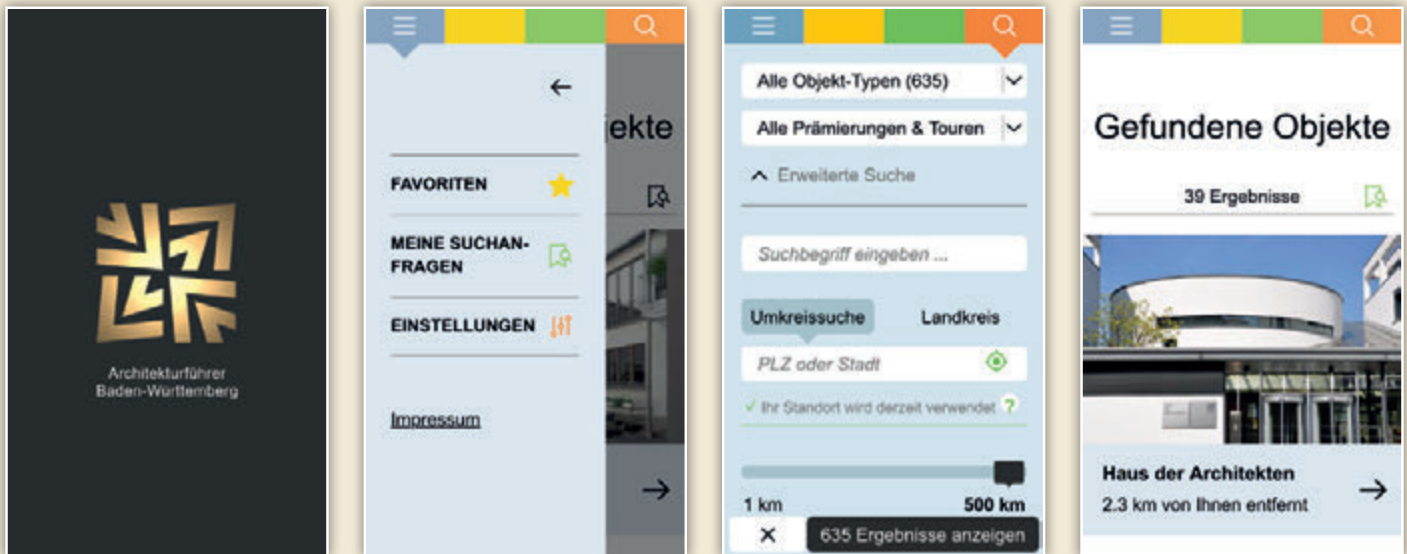 Architekturführer
Baden-Württemberg
ekte
FAVORITEN
MEINE SUCHAN-
FRAGEN
EINSTELLUNGEN
Impressum
Alle Objekt-Typen (635)
Alle Prämierungen & Touren
Erweiterte Suche
Suchbegriff eingeben ...
Umkreissuche Landkreis
PLZ oder Stadt
Ihr Standort wird derzeit verwendet ?
1 km 500 km
635 Ergebnisse anzeigen
Gefundene Objekte
39 Ergebnisse
Haus der Architekten
2.3 km von Ihnen entfernt